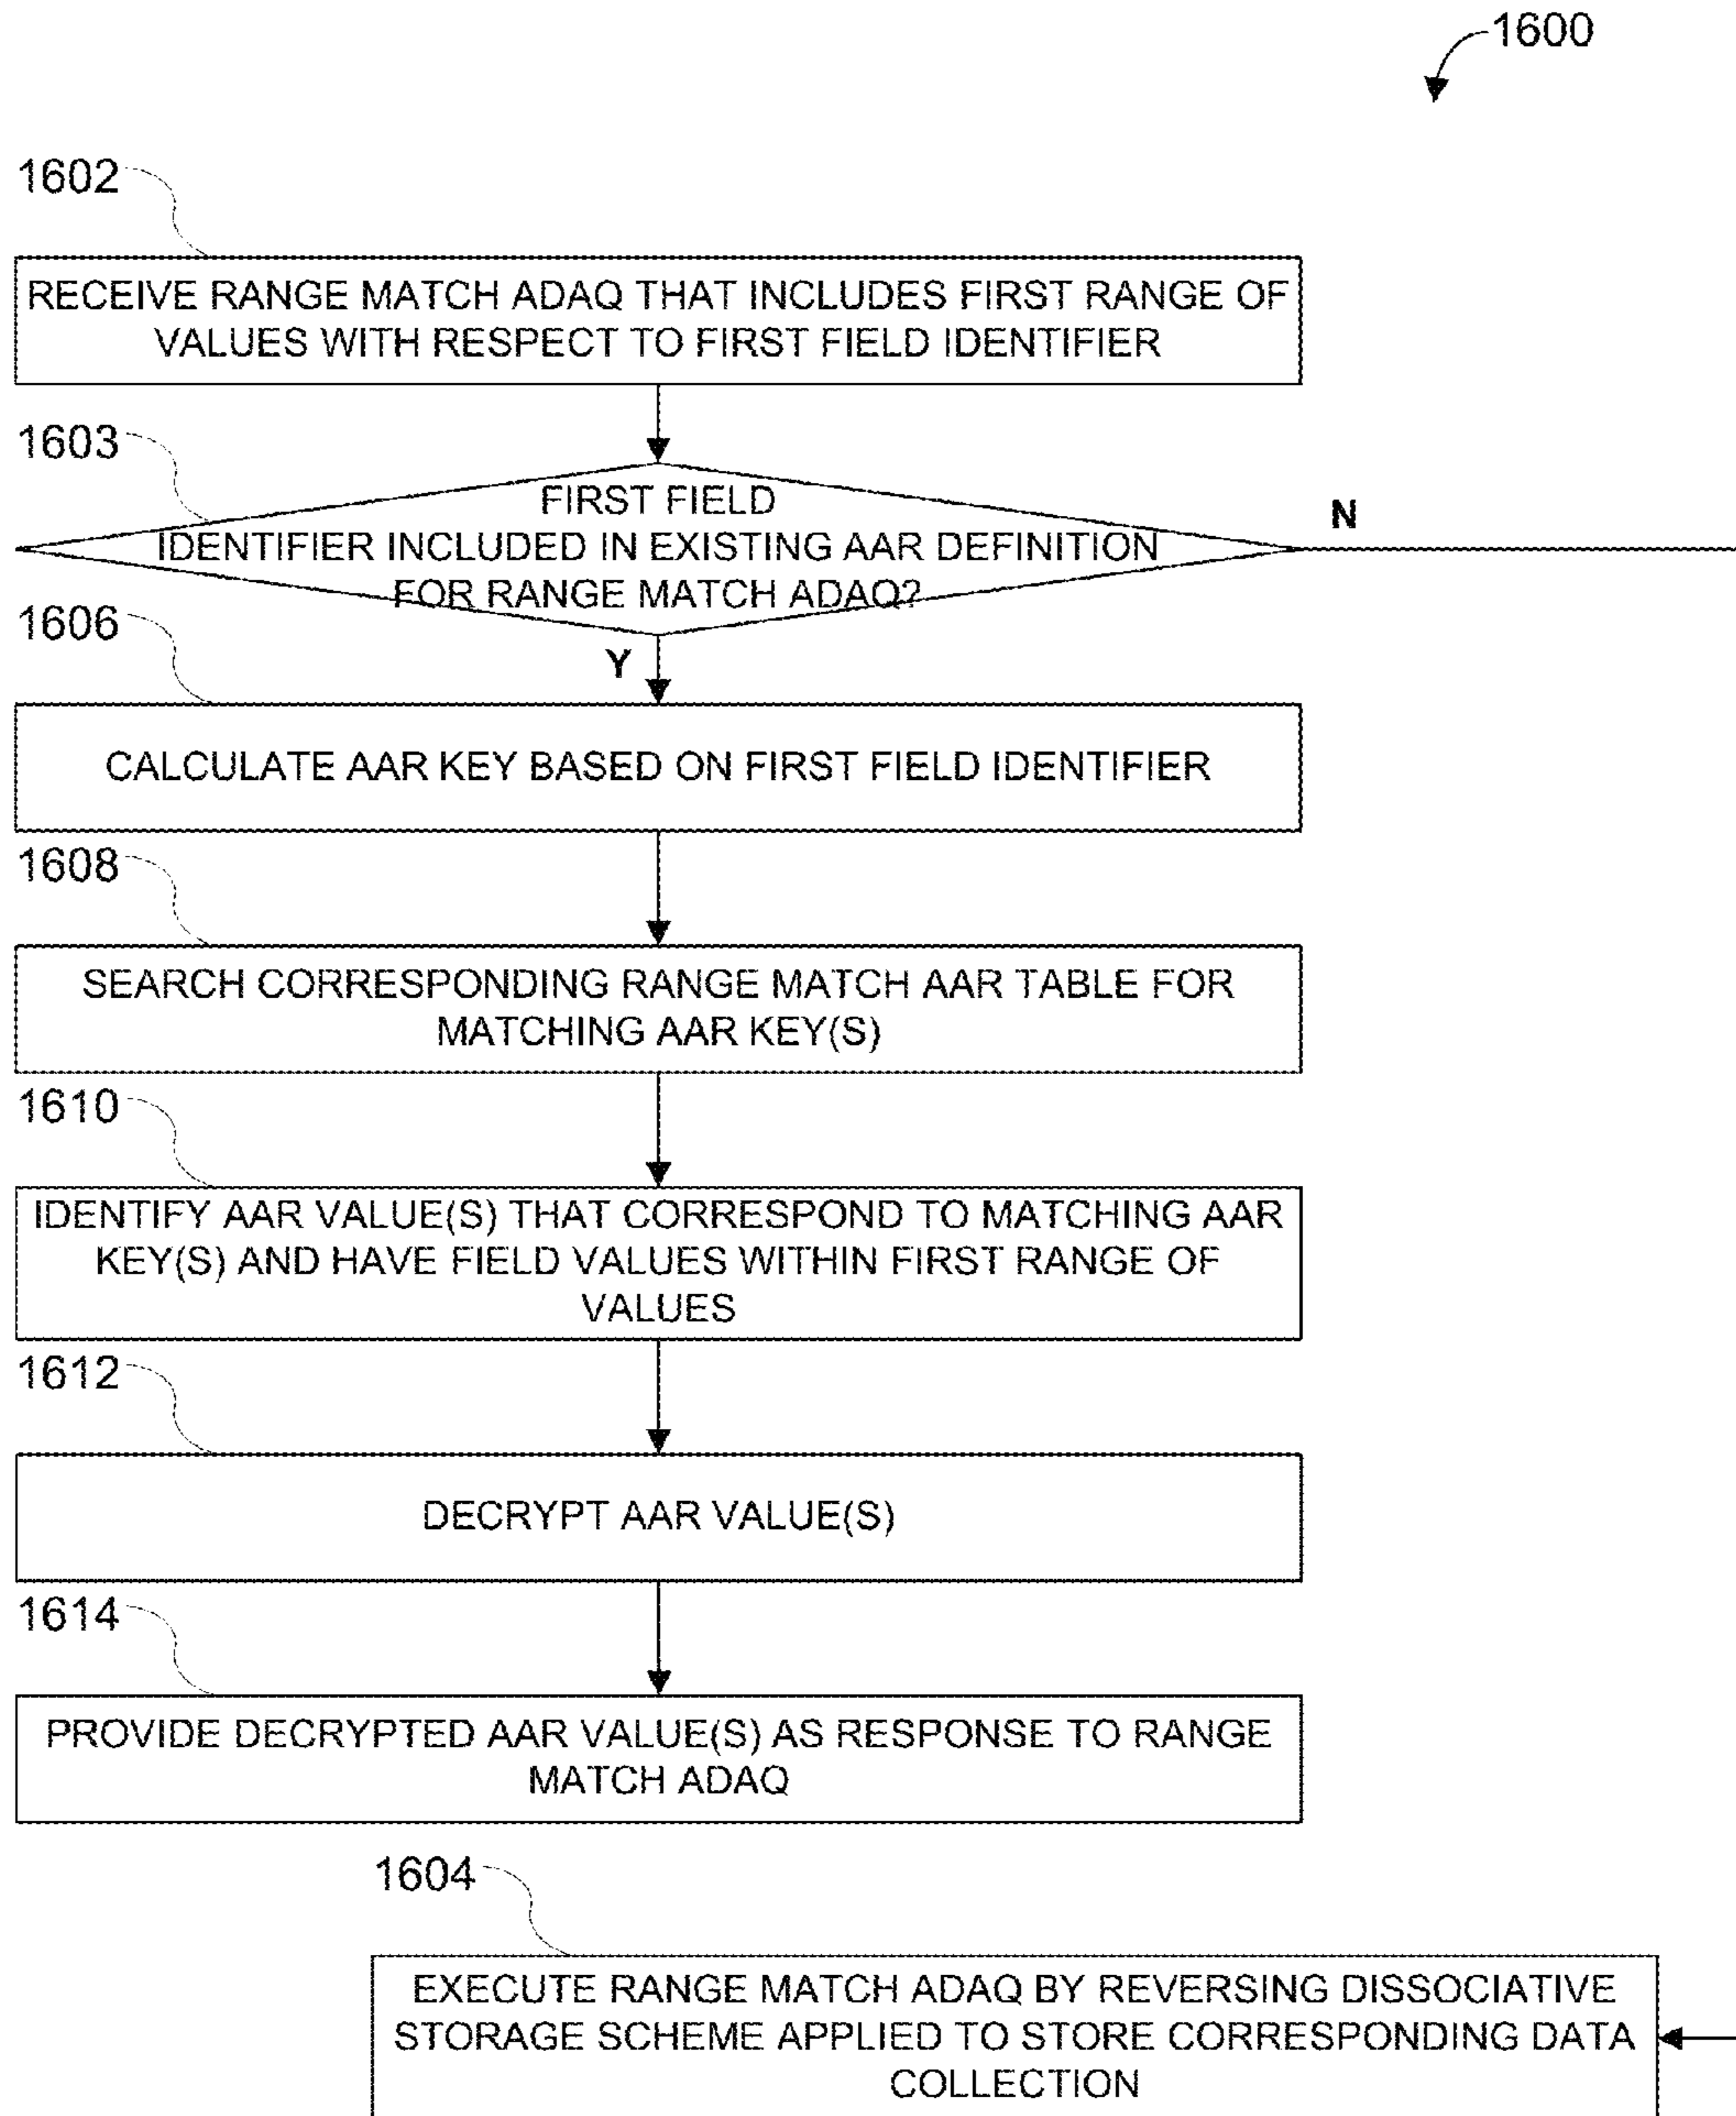 1600
1602
RECEIVE RANGE MATCH ADAQ THAT INCLUDES FIRST RANGE OF
VALUES WITH RESPECT TO FIRST FIELD IDENTIFIER
1603
FIRST FIELD
IDENTIFIER INCLUDED IN EXISTING AAR DEFINITION
FOR RANGE MATCH ADAQ?
N
Y
1606
CALCULATE AAR KEY BASED ON FIRST FIELD IDENTIFIER
1608
SEARCH CORRESPONDING RANGE MATCH AAR TABLE FOR
MATCHING AAR KEY(S)
1610
IDENTIFY AAR VALUE(S) THAT CORRESPOND TO MATCHING AAR
KEY(S) AND HAVE FIELD VALUES WITHIN FIRST RANGE OF
VALUES
1612
DECRYPT AAR VALUE(S)
1614
PROVIDE DECRYPTED AAR VALUE(S) AS RESPONSE TO RANGE
MATCH ADAQ
1604
EXECUTE RANGE MATCH ADAQ BY REVERSING DISSOCIATIVE
STORAGE SCHEME APPLIED TO STORE CORRESPONDING DATA
COLLECTION